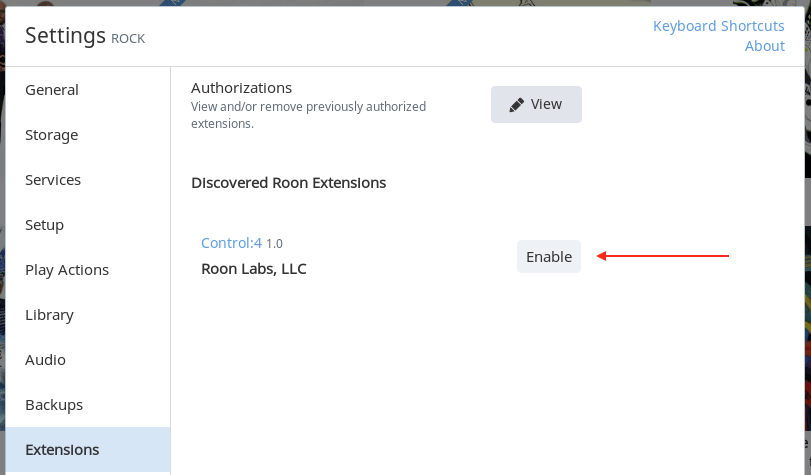 Settings ROCK
Keyboard Shortcuts
About
General
Storage
Services
Setup
Play Actions
Library
Audio
Backups
Extensions
Authorizations
View and/or remove previously authorized
extensions.
View
Discovered Roon Extensions
Control:4 1.0
Roon Labs, LLC
Enable